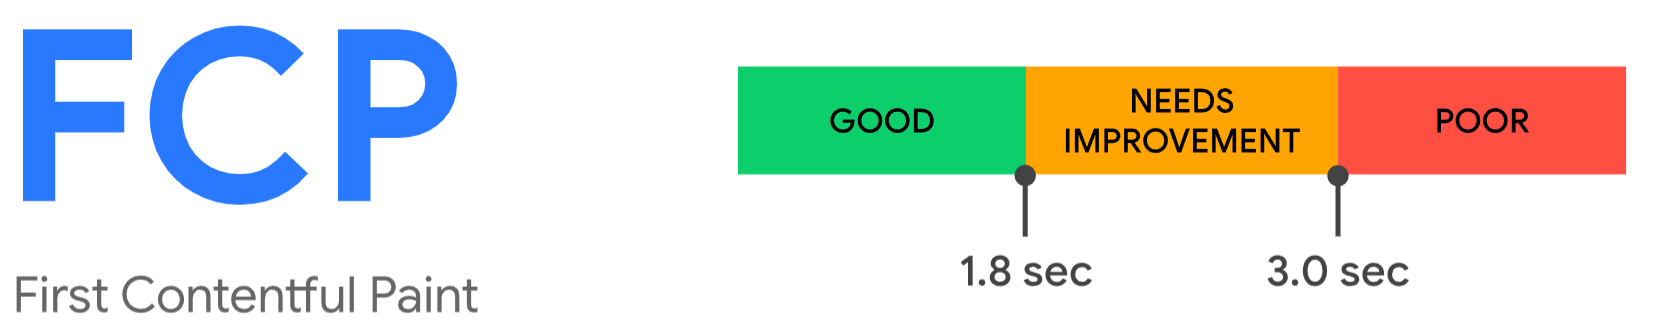 FCP
First Contentful Paint
GOOD
NEEDS
IMPROVEMENT
POOR
1.8 sec
3.0 sec